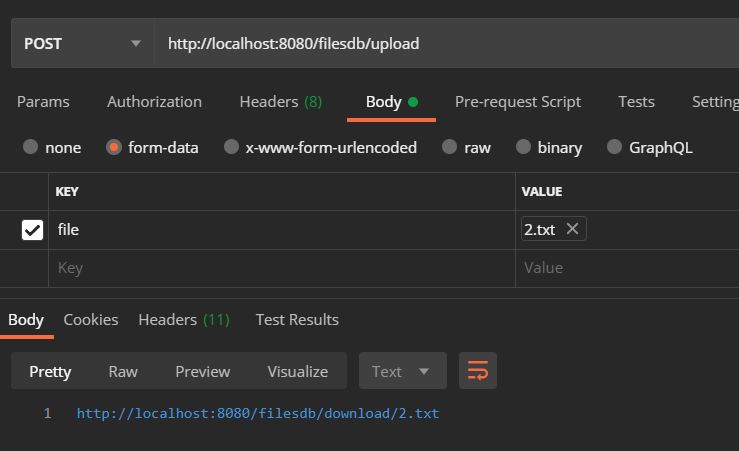 POST http://localhost:8080/filesdb/upload
Params Authorization Headers (8) Body Pre-request Script Tests Setting
none form-data x-www-form-urlencoded raw binary GraphQL
KEY VALUE
file 2.txt
Key Value
Body Cookies Headers (11) Test Results
Pretty Raw Preview Visualize Text
1 http://localhost:8080/filesdb/download/2.txt